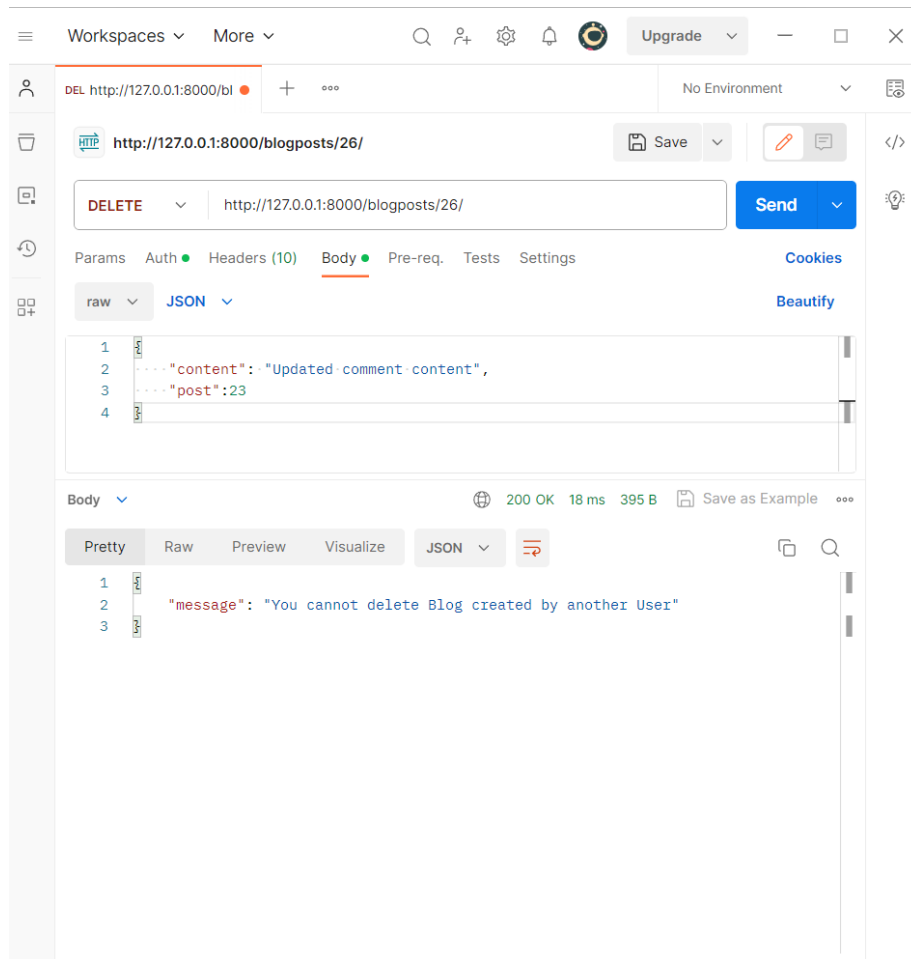 Workspaces More Upgrade
DEL http://127.0.0.1:8000/bl No Environment
HTTP http://127.0.0.1:8000/blogposts/26/ Save
DELETE http://127.0.0.1:8000/blogposts/26/ Send
Params Auth Headers (10) Body Pre-req. Tests Settings Cookies
raw JSON Beautify
1 {
2 "content": "Updated comment content",
3 "post":23
4 }
Body 200 OK 18 ms 395 B Save as Example
Pretty Raw Preview Visualize JSON
1 {
2 "message": "You cannot delete Blog created by another User"
3 }